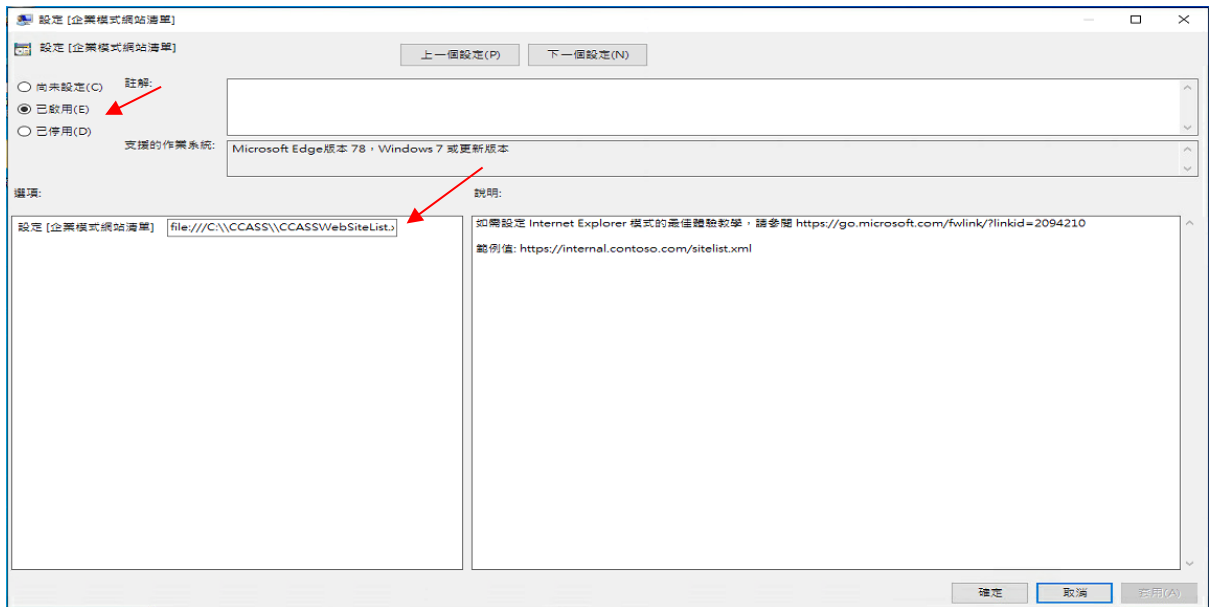 設定 [企業模式網站清單]
設定 [企業模式網站清單]
上一個設定(P)
下一個設定(N)
尚未設定(C)
註解:
已啟用(E)
已停用(D)
支援的作業系統:
Microsoft Edge版本 78，Windows 7 或更新版本
選項:
說明:
設定 [企業模式網站清單]
file:///C:\\CCASS\\CCASSWebSiteList.x
如需設定 Internet Explorer 模式的最佳體驗教學，請參閱 https://go.microsoft.com/fwlink/?linkid=2094210
範例值: https://internal.contoso.com/sitelist.xml
確定
取消
套用(A)